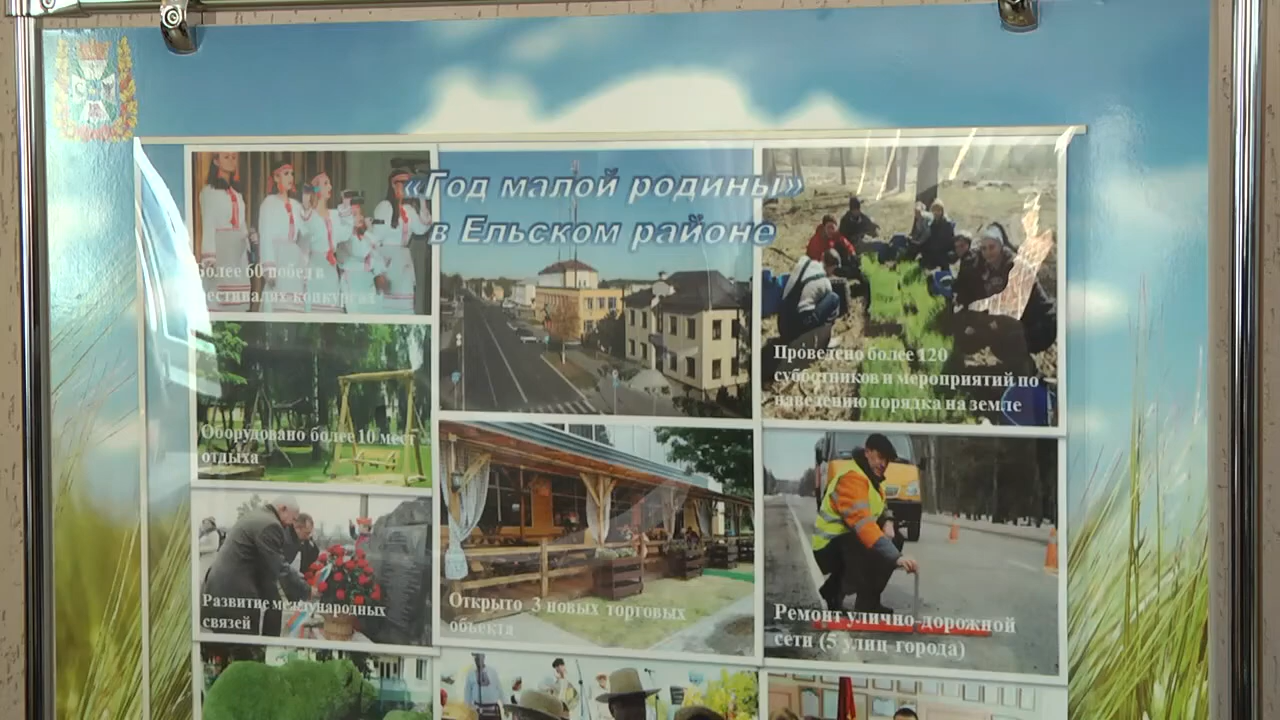 «Год малой родины»
в Ельском районе
более 60 побед в
фестивалях конкурсах
Проведено более 120
субботников и мероприятий по
наведению порядка на земле
Оборудовано более 10 мест
отдыха
Развитие международных
связей
Открыто 3 новых торговых
объекта
Ремонт улично-дорожной
сети (5 улиц города)